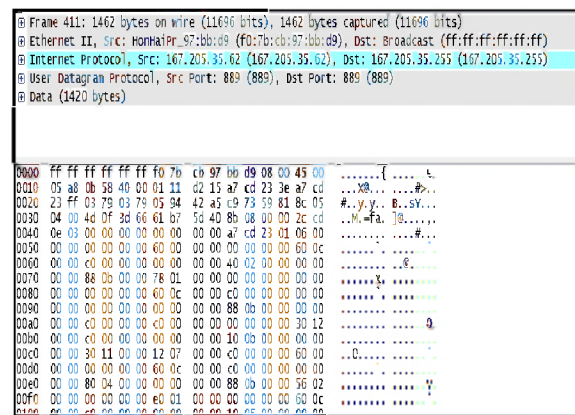 Frame 411: 1462 bytes on wire (11696 bits), 1462 bytes captured (11696 bits)
Ethernet II, Src: HonHaiPr_97:bb:d9 (f0:7b:cb:97:bb:d9), Dst: Broadcast (ff:ff:ff:ff:ff:ff)
Internet Protocol, Src: 167.205.35.62 (167.205.35.62), Dst: 167.205.35.255 (167.205.35.255)
User Datagram Protocol, Src Port: 889 (889), Dst Port: 889 (889)
Data (1420 bytes)
0000 ff ff ff ff ff ff f0 7b cb 97 bb d9 08 00 45 00 .......{ ......E.
0010 05 a8 0b 58 40 00 01 11 d2 15 a7 cd 23 3e a7 cd ...X@... ....#>..
0020 23 ff 03 79 03 79 05 94 42 a5 c9 73 59 81 8c 05 #..y.y.. B..sY...
0030 04 00 4d 0f 3d 66 61 b7 5d 40 8b 08 00 00 2c cd ..M.=fa. ]@....,.
0040 0e 03 00 00 00 00 00 00 a7 cd 23 01 06 00 ........ ..#...
0050 00 00 00 00 00 00 00 00 00 00 00 00 00 00 60 0c
0060 00 00 00 00 00 00 00 00 40 02 00 00 00 00 @
0070 00 00 88 0b 00 00 78 01 00 00 00 00 00 00 00 00
0080 00 00 00 00 00 00 60 0c 00 00 c0 00 00 00 00 00
0090 00 00 00 00 00 00 00 00 00 00 88 0b 00 00 00 00
00a0 00 00 c0 00 00 00 00 00 00 00 00 00 00 00 30 12
00b0 00 00 c0 00 00 00 00 00 00 00 10 0b 00 00 00 00
00c0 00 00 30 11 00 00 12 07 00 00 c0 00 00 00 60 00
00d0 00 00 00 00 00 00 60 0c 00 00 c0 00 00 00 00 00
00e0 00 00 80 04 00 00 00 00 00 00 88 0b 00 00 56 02
00f0 00 00 00 00 00 00 e0 01 00 00 00 00 00 00 60 0c